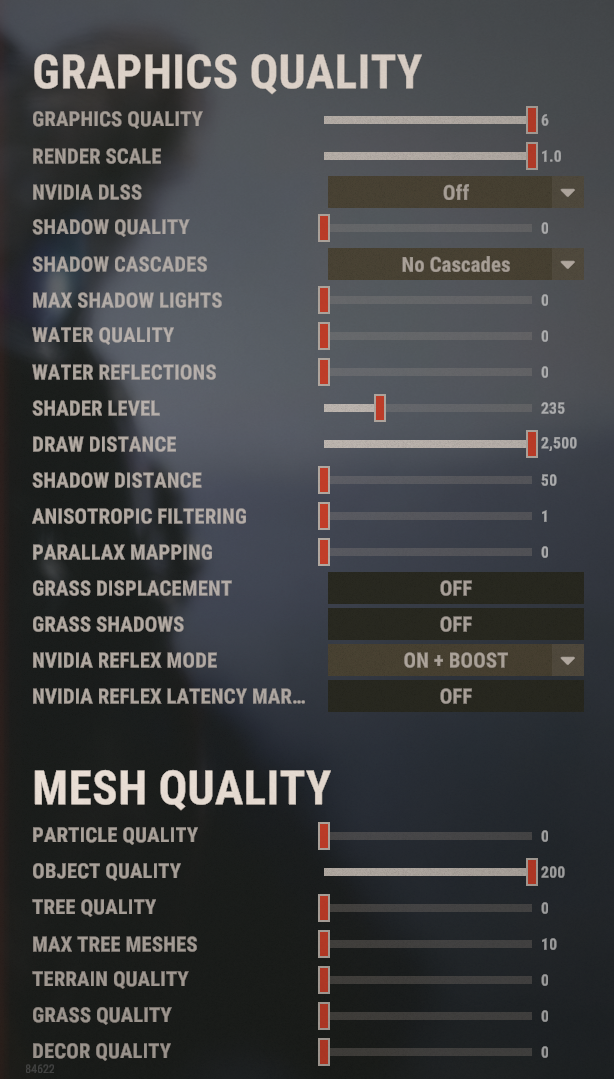 GRAPHICS QUALITY
GRAPHICS QUALITY 6
RENDER SCALE 1.0
NVIDIA DLSS Off
SHADOW QUALITY 0
SHADOW CASCADES No Cascades
MAX SHADOW LIGHTS 0
WATER QUALITY 0
WATER REFLECTIONS 0
SHADER LEVEL 235
DRAW DISTANCE 2,500
SHADOW DISTANCE 50
ANISOTROPIC FILTERING 1
PARALLAX MAPPING 0
GRASS DISPLACEMENT OFF
GRASS SHADOWS OFF
NVIDIA REFLEX MODE ON + BOOST
NVIDIA REFLEX LATENCY MAR... OFF
MESH QUALITY
PARTICLE QUALITY 0
OBJECT QUALITY 200
TREE QUALITY 0
MAX TREE MESHES 10
TERRAIN QUALITY 0
GRASS QUALITY 0
DECOR QUALITY 0
84622